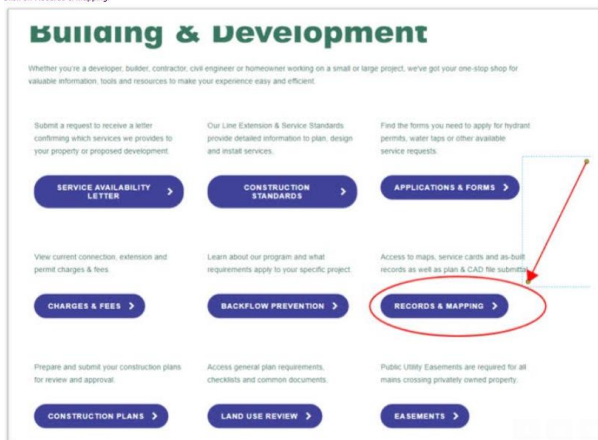 Building & Development
Whether you're a developer, builder, contractor, civil engineer or homeowner working on a small or large project, we've got your one-stop shop for
valuable information, tools and resources to make your experience easy and efficient.
Submit a request to receive a letter
confirming which services we provides to
your property or proposed development.
SERVICE AVAILABILITY
LETTER
Our Line Extension & Service Standards
provide detailed information to plan, design
and install services.
CONSTRUCTION
STANDARDS
Find the forms you need to apply for hydrant
permits, water taps or other available
service requests.
APPLICATIONS & FORMS
View current connection, extension and
permit charges & fees
CHARGES & FEES
Learn about our program and what
requirements apply to your specific project.
BACKFLOW PREVENTION
Access to maps, service cards and as-built
records as well as plan & CAD file submittal
RECORDS & MAPPING
Prepare and submit your construction plans
for review and approval.
CONSTRUCTION PLANS
Access general plan requirements,
checklists and common documents.
LAND USE REVIEW
Public Utility Easements are required for all
mains crossing privately owned property.
EASEMENTS